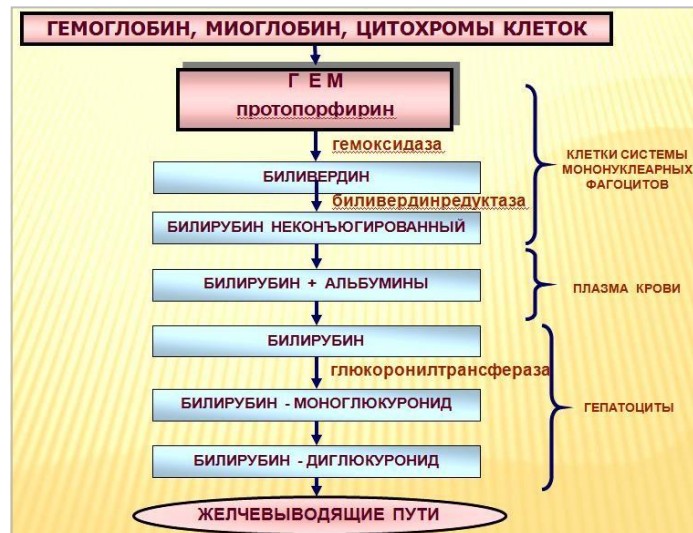 ГЕМОГЛОБИН, МИОГЛОБИН, ЦИТОХРОМЫ КЛЕТОК
Г Е М
протопорфирин
гемоксидаза
БИЛИВЕРДИН
биливердинредуктаза
БИЛИРУБИН НЕКОНЪЮГИРОВАННЫЙ
КЛЕТКИ СИСТЕМЫ
МОНОНУКЛЕАРНЫХ
ФАГОЦИТОВ
БИЛИРУБИН + АЛЬБУМИНЫ
ПЛАЗМА КРОВИ
БИЛИРУБИН
глюкоронилтрансфераза
БИЛИРУБИН - МОНОГЛЮКУРОНИД
БИЛИРУБИН - ДИГЛЮКУРОНИД
ГЕПАТОЦИТЫ
ЖЕЛЧЕВЫВОДЯЩИЕ ПУТИ